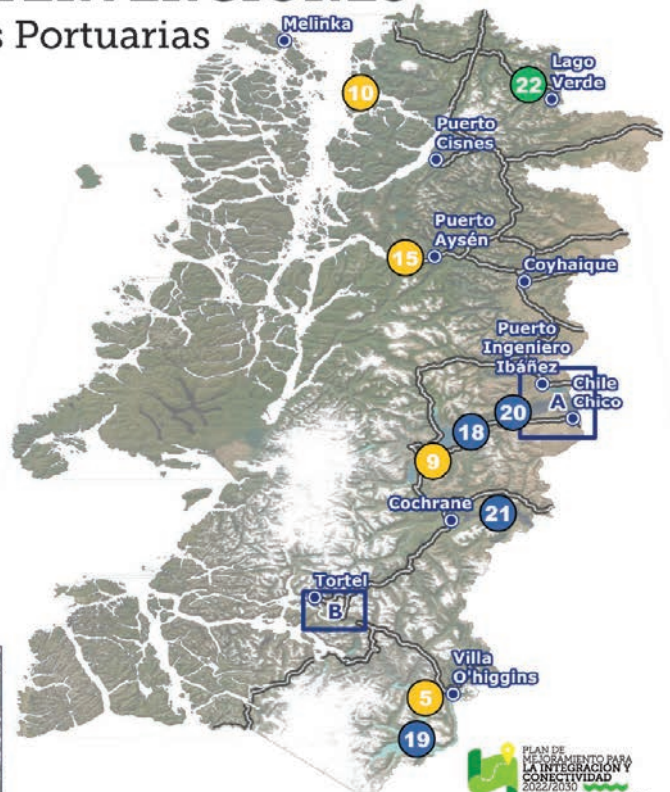 s Portuarias
Melinka
10
22
Lago
Verde
Puerto
Cisnes
Puerto
Aysén
15
Coyhaique
Puerto
Ingeniero
Ibáñez
Chile
Chico
A
20
18
9
Cochrane
21
Tortel
B
Villa
O'higgins
5
19
PLAN DE
MEJORAMIENTO PARA
LA INTEGRACIÓN Y
CONECTIVIDAD
2022/2030